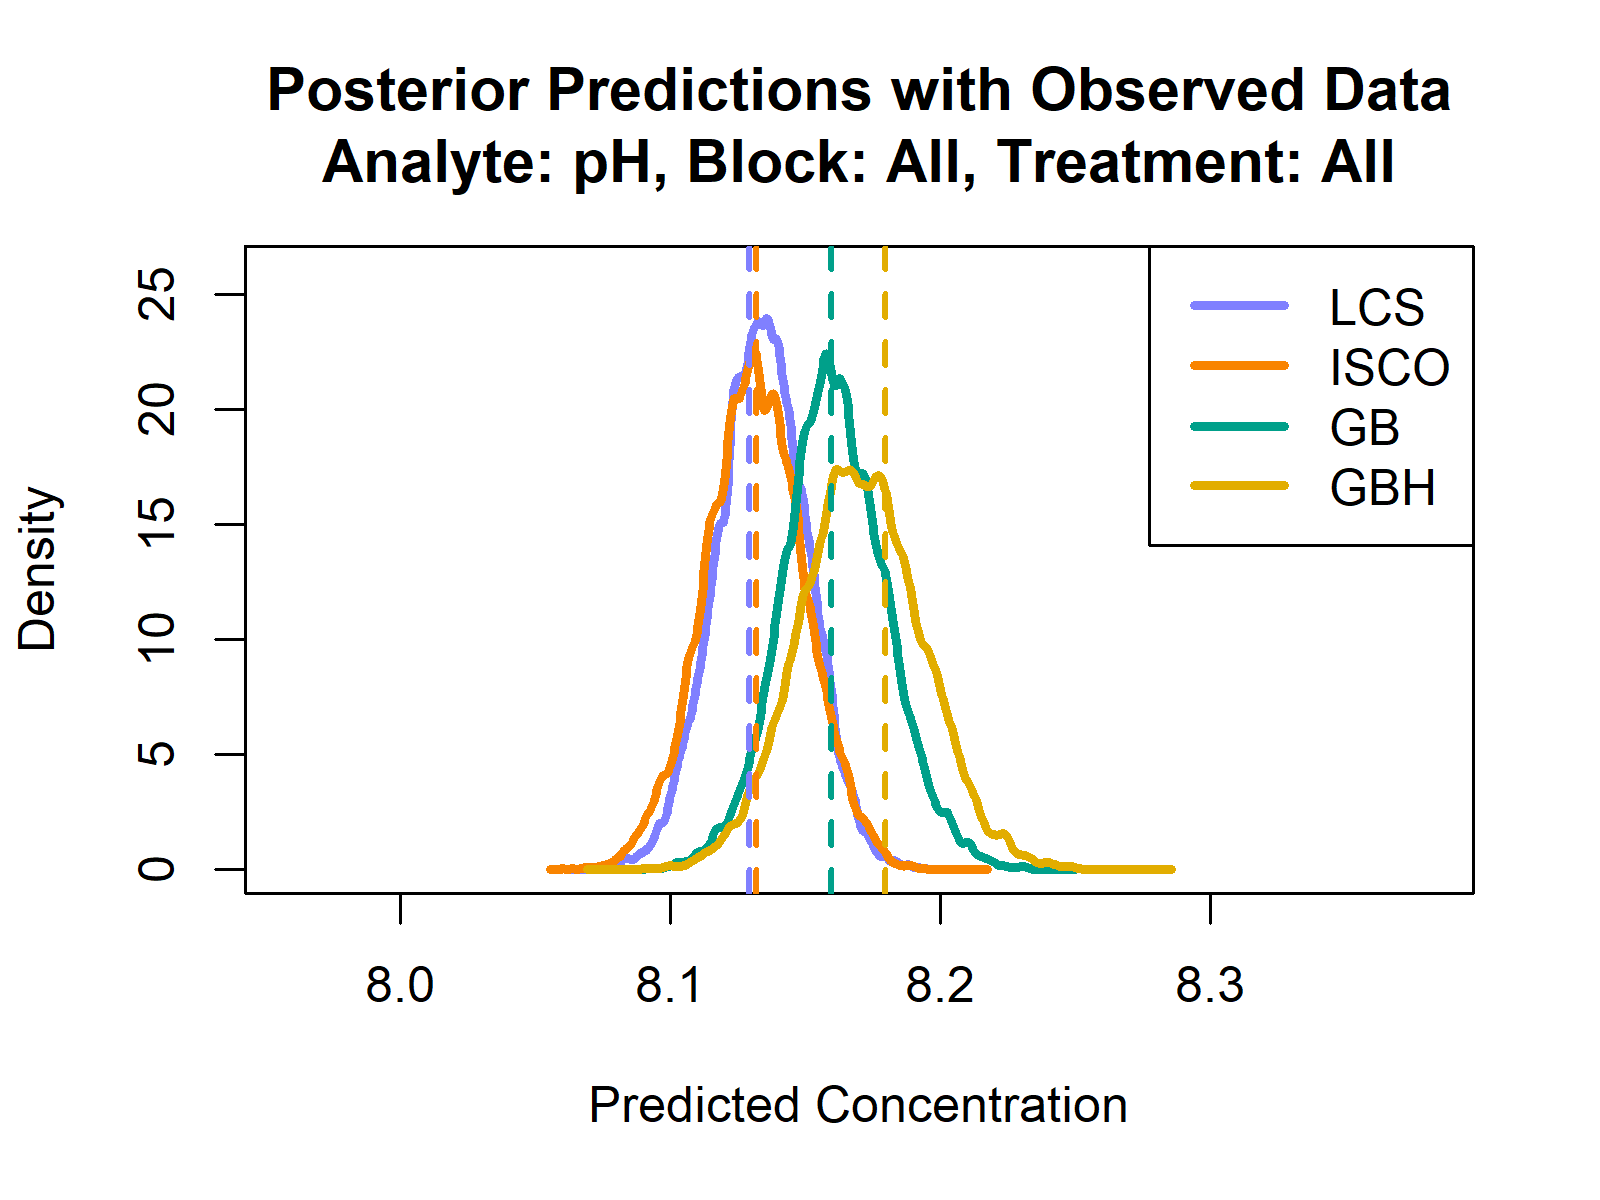 Posterior Predictions with Observed Data
Analyte: pH, Block: All, Treatment: All
Density
25
20
15
10
5
0
LCS
ISCO
GB
GBH
8.0
8.1
8.2
8.3
Predicted Concentration